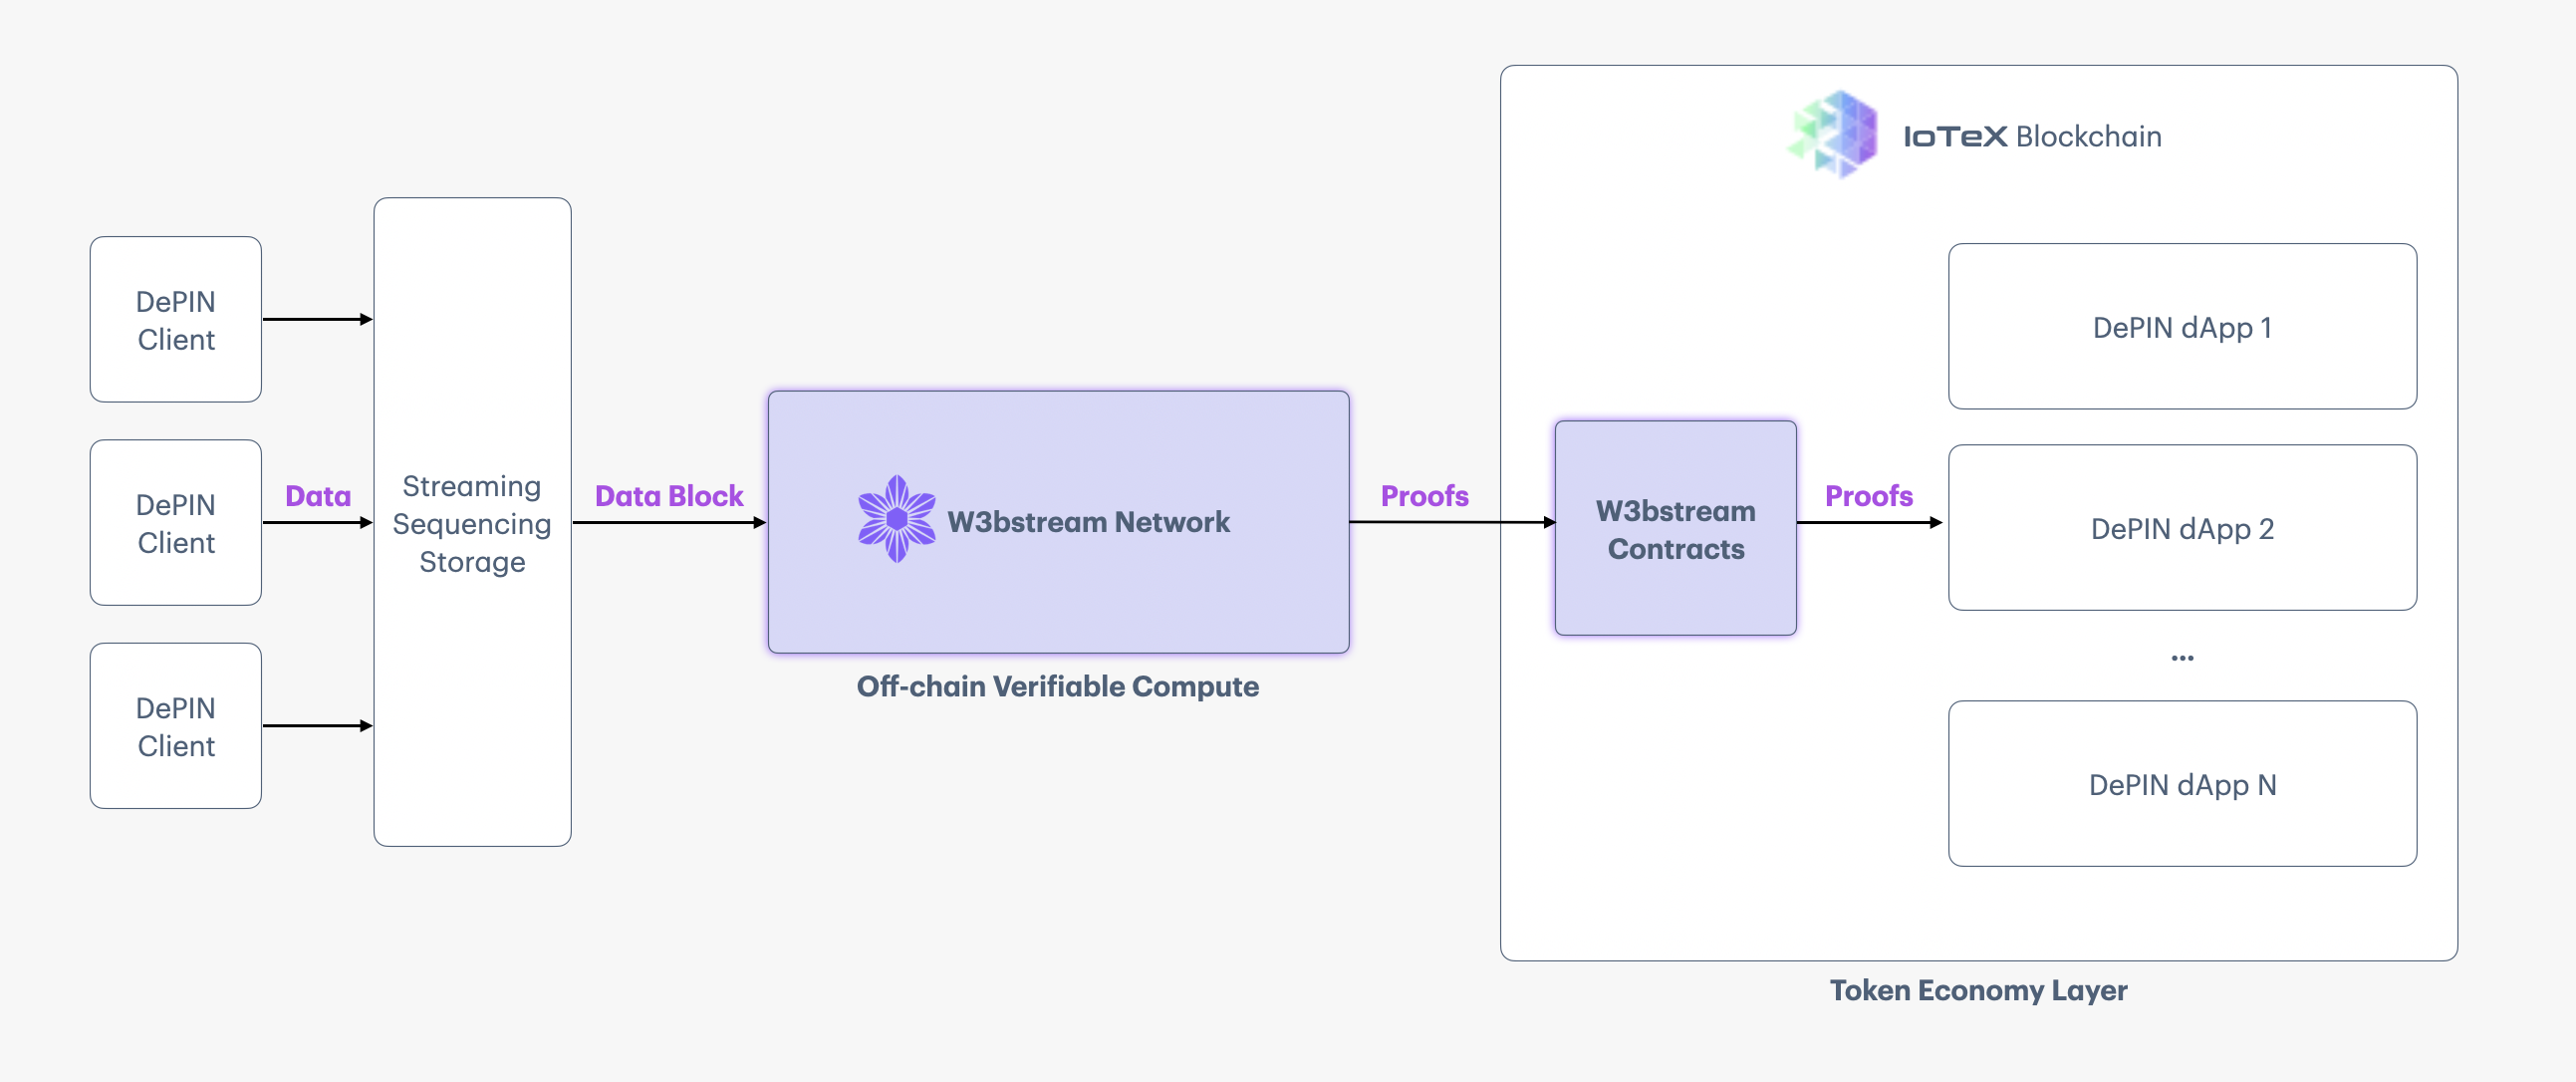 IoTeX Blockchain
DePIN
Client
DePIN
Client
DePIN
Client
Data
Streaming
Sequencing
Storage
Data Block
W3bstream Network
Off-chain Verifiable Compute
Proofs
W3bstream
Contracts
Proofs
DePIN dApp 1
DePIN dApp 2
...
DePIN dApp N
Token Economy Layer